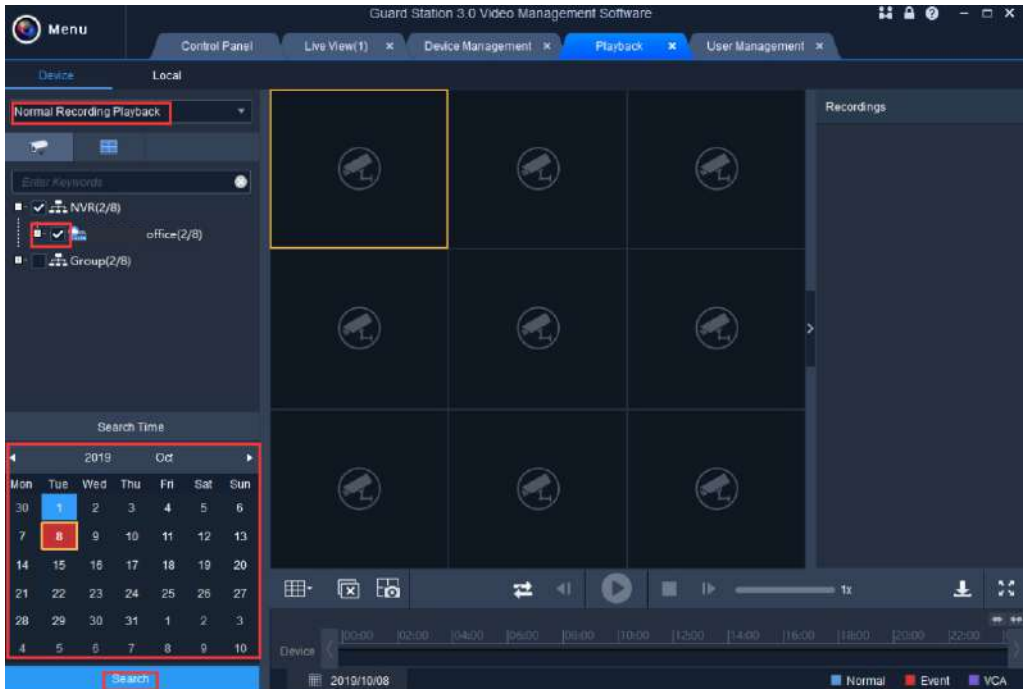 Guard Station 3.0 Video Management Software
Menu
Control Panel Live View(1) Device Management Playback User Management
Device Local
Normal Recording Playback
Recordings
Enter Keywords
NVR(2/8)
office(2/8)
Group(2/8)
Search Time
2019 Oct
Mon Tue Wed Thu Fri Sat Sun
30 1 2 3 4 5 6
7 8 9 10 11 12 13
14 15 16 17 18 19 20
21 22 23 24 25 26 27
28 29 30 31 1 2 3
4 5 6 7 8 9 10
Search
1x
00:00 02:00 04:00 06:00 08:00 10:00 12:00 14:00 16:00 18:00 20:00 22:00
Device
2019/10/08 Normal Event VCA